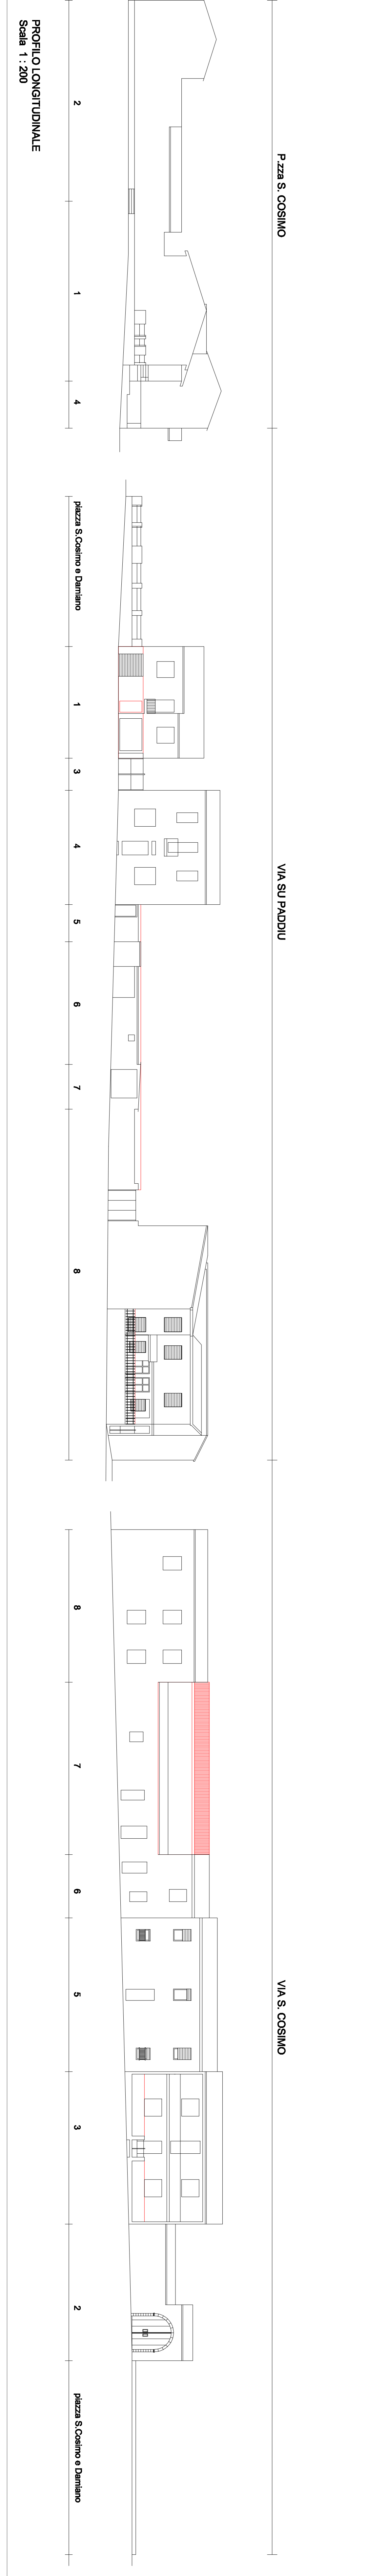 P.zza S. COSIMO
VIA SU PADDIU
VIA S. COSIMO
2
1
4
piazza S.Cosimo e Damiano
1
3
4
5
6
7
8
8
7
6
5
3
2
piazza S.Cosimo e Damiano
PROFILO LONGITUDINALE
Scala 1 : 200